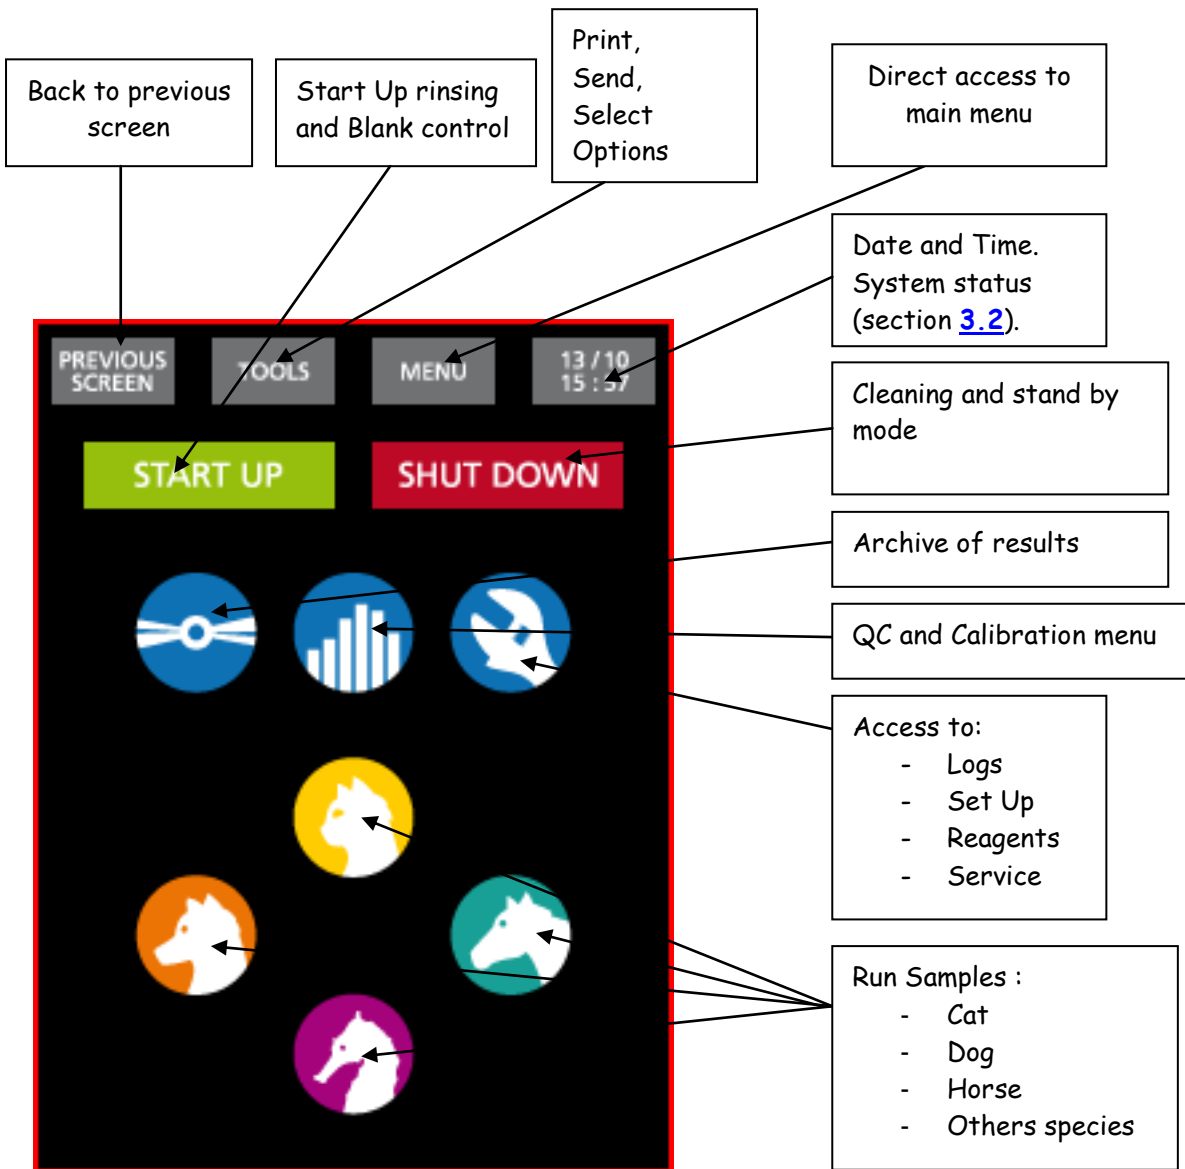 Back to previous
screen
Start Up rinsing
and Blank control
Print,
Send,
Select
Options
Direct access to
main menu
Date and Time.
System status
(section 3.2).
PREVIOUS
SCREEN
TOOLS
MENU
13 / 10
15 : 37
START UP
SHUT DOWN
Cleaning and stand by
mode
Archive of results
QC and Calibration menu
Access to:
- Logs
- Set Up
- Reagents
- Service
Run Samples :
- Cat
- Dog
- Horse
- Others species